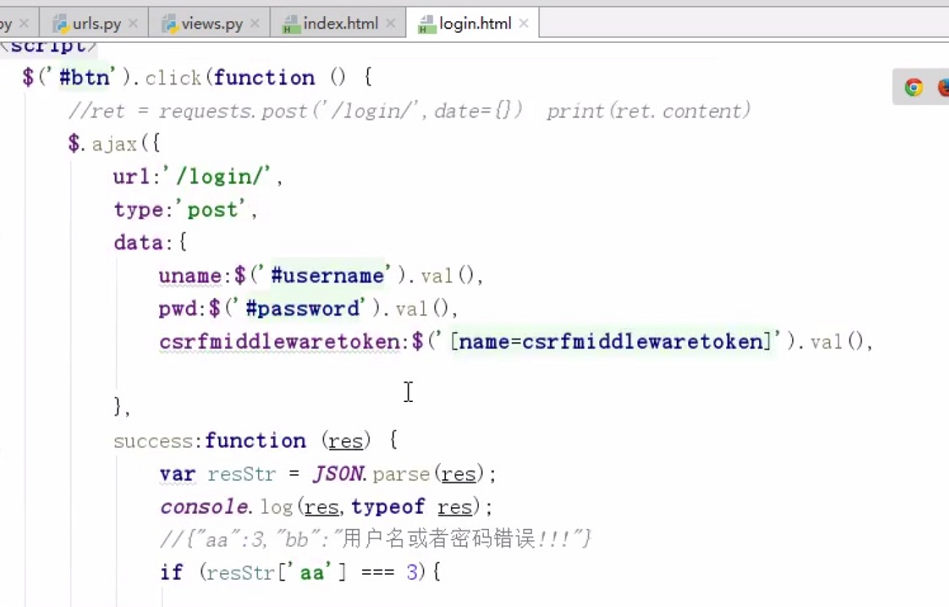 py × urls.py × views.py × index.html × login.html ×
<script>
$('#btn').click(function () {
//ret = requests.post('/login/',date={}) print(ret.content)
$.ajax({
url:'/login/',
type:'post',
data:{
uname:$('#username').val(),
pwd:$('#password').val(),
csrfmiddlewaretoken:$('[name=csrfmiddlewaretoken]').val(),
},
success:function (res) {
var resStr = JSON.parse(res);
console.log(res,typeof res);
//{"aa":3,"bb":"用户名或者密码错误!!!"}
if (resStr['aa'] === 3){